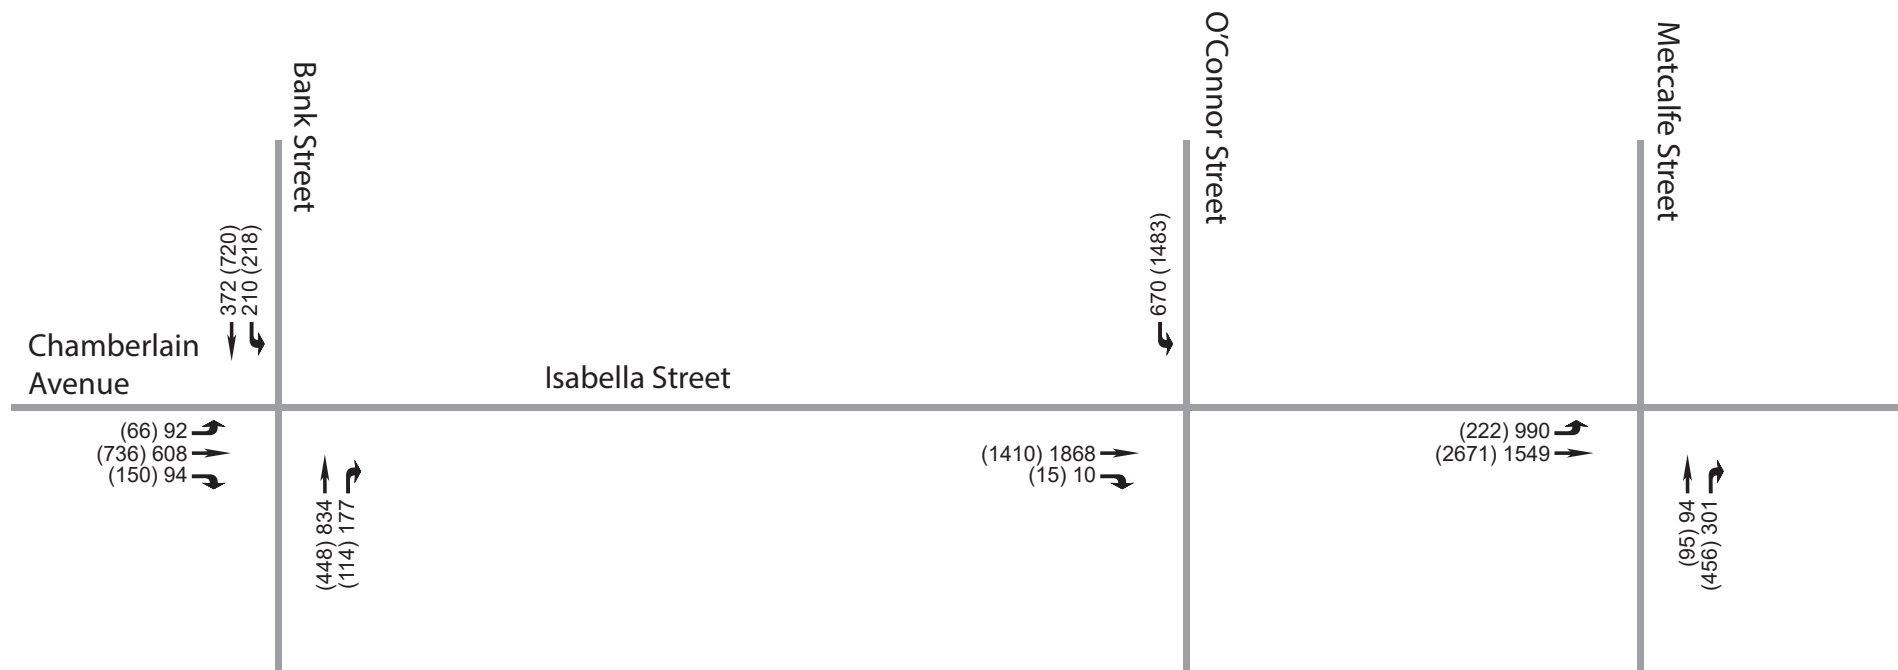 Bank Street
O'Connor Street
Metcalfe Street
372 (720)
210 (218)
670 (1483)
Chamberlain
Avenue
Isabella Street
(66) 92
(736) 608
(150) 94
(448) 834
(114) 177
(1410) 1868
(15) 10
(222) 990
(2671) 1549
(95) 94
(456) 301